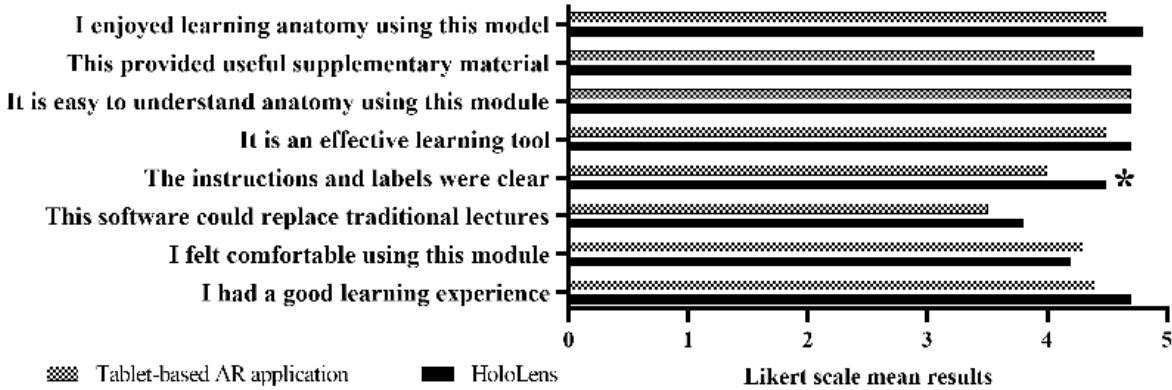 I enjoyed learning anatomy using this model
This provided useful supplementary material
It is easy to understand anatomy using this module
It is an effective learning tool
The instructions and labels were clear
*
This software could replace traditional lectures
I felt comfortable using this module
I had a good learning experience
0 1 2 3 4 5
Tablet-based AR application HoloLens
Likert scale mean results